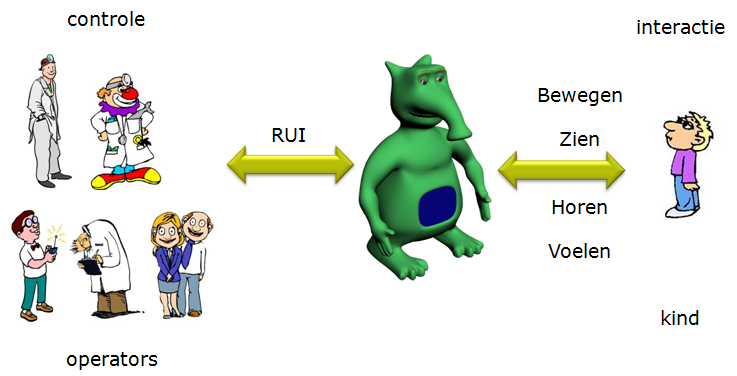 controle
interactie
RUI
Bewegen
Zien
Horen
Voelen
kind
operators